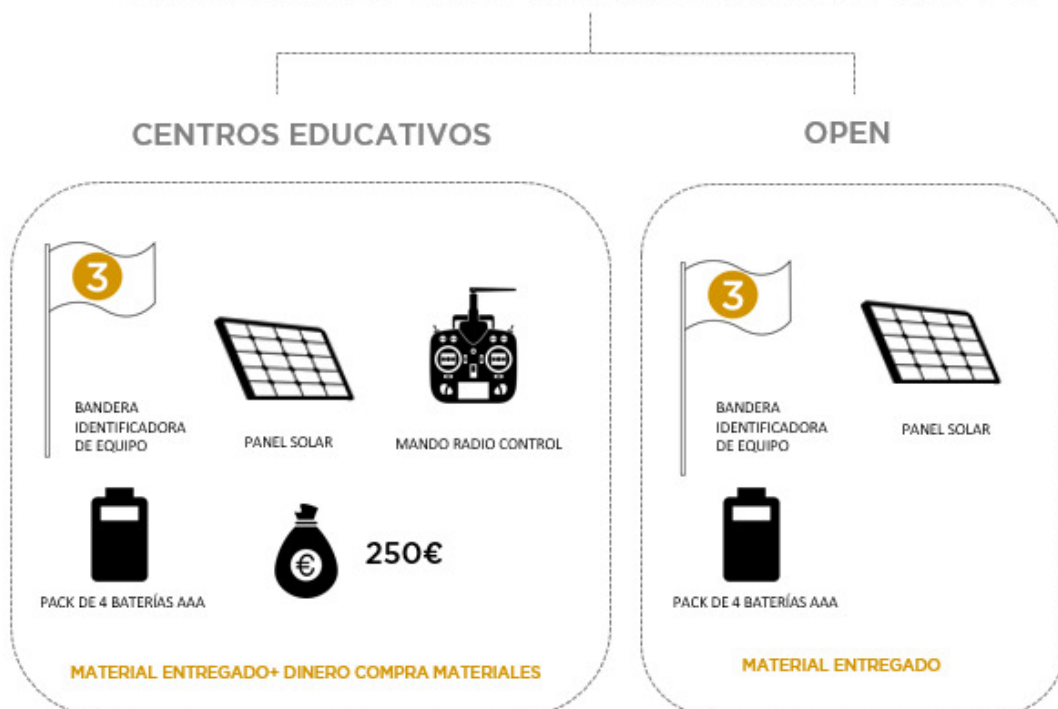 CENTROS EDUCATIVOS
OPEN
3
BANDERA
IDENTIFICADORA
DE EQUIPO
PANEL SOLAR
MANDO RADIO CONTROL
PACK DE 4 BATERÍAS AAA
€
250€
MATERIAL ENTREGADO+ DINERO COMPRA MATERIALES
3
BANDERA
IDENTIFICADORA
DE EQUIPO
PANEL SOLAR
PACK DE 4 BATERÍAS AAA
MATERIAL ENTREGADO